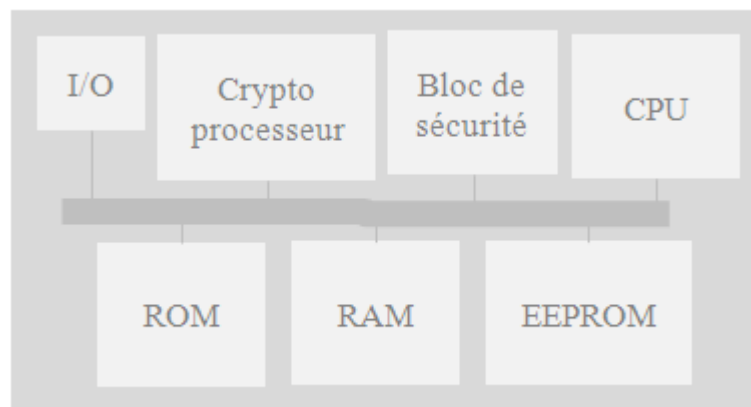 I/O
Crypto
processeur
Bloc de
sécurité
CPU
ROM
RAM
EEPROM